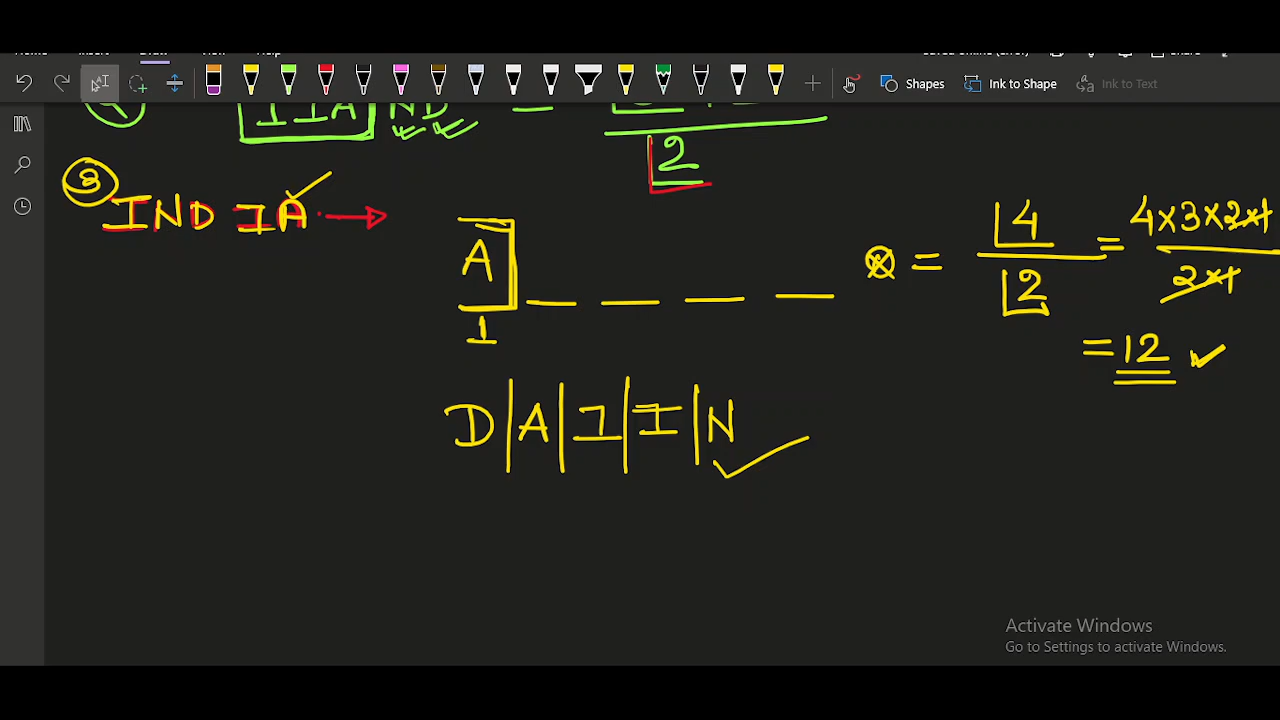 Shapes Ink to Shape Ink to Text
I I A N D =
2
3 INDIA →
A _ _ _ _
1
= 4 / 2 = 4×3×2×1 / 2×1
= 12 ✓
D|A|I|I|N
Activate Windows
Go to Settings to activate Windows.